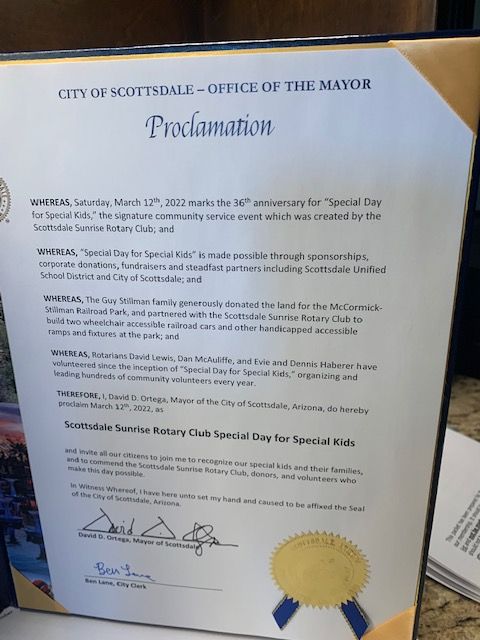 CITY OF SCOTTSDALE – OFFICE OF THE MAYOR
Proclamation
WHEREAS, Saturday, March 12th, 2022 marks the 36th anniversary for "Special Day
for Special Kids," the signature community service event which was created by the
Scottsdale Sunrise Rotary Club; and
WHEREAS, "Special Day for Special Kids" is made possible through sponsorships,
corporate donations, fundraisers and steadfast partners including Scottsdale Unified
School District and City of Scottsdale; and
WHEREAS, The Guy Stillman family generously donated the land for the McCormick-
Stillman Railroad Park, and partnered with the Scottsdale Sunrise Rotary Club to
build two wheelchair accessible railroad cars and other handicapped accessible
ramps and fixtures at the park; and
WHEREAS, Rotarians David Lewis, Dan McAuliffe, and Evie and Dennis Haberer have
volunteered since the inception of "Special Day for Special Kids," organizing and
leading hundreds of community volunteers every year.
THEREFORE, I, David D. Ortega, Mayor of the City of Scottsdale, Arizona, do hereby
proclaim March 12th, 2022, as
Scottsdale Sunrise Rotary Club Special Day for Special Kids
and invite all our citizens to join me to recognize our special kids and their families,
and to commend the Scottsdale Sunrise Rotary Club, donors, and volunteers who
make this day possible.
In Witness Whereof, I have here unto set my hand and caused to be affixed the Seal
of the City of Scottsdale, Arizona.
David D. Ortega, Mayor of Scottsdale
Ben Lane
Ben Lane, City Clerk